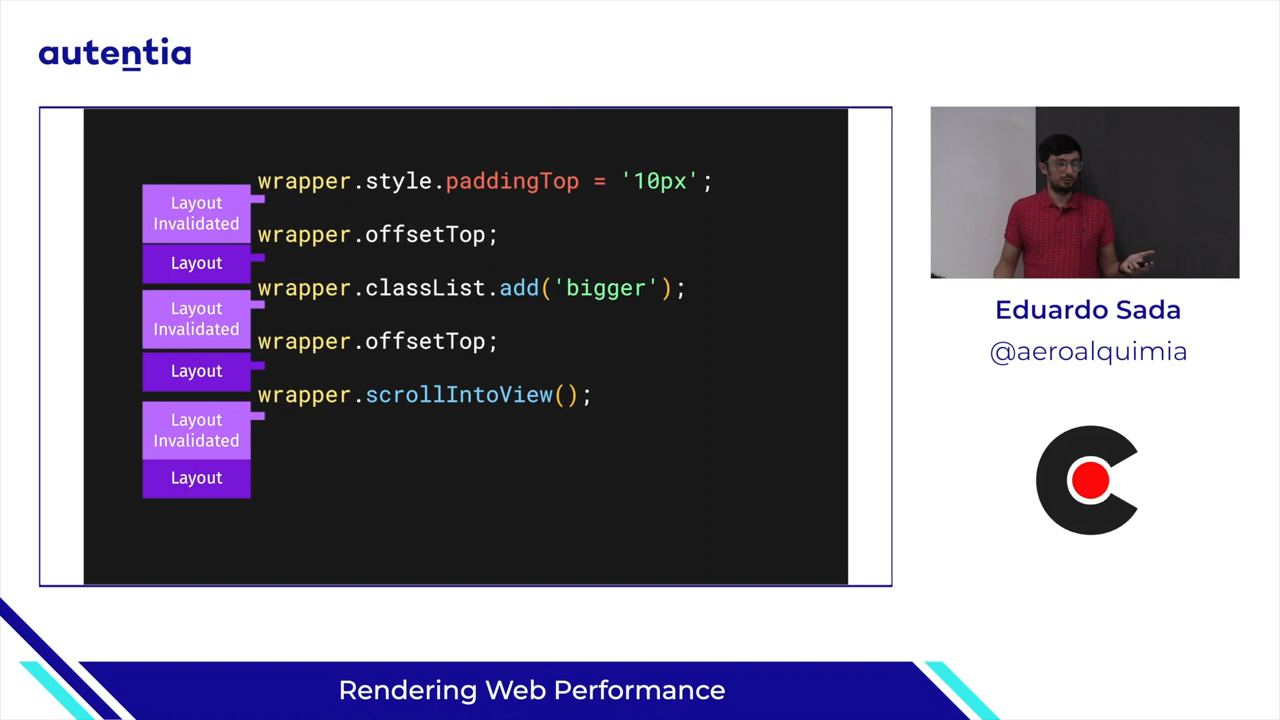 autentia
wrapper.style.paddingTop = '10px';
Layout
Invalidated
wrapper.offsetTop;
Layout
wrapper.classList.add('bigger');
Layout
Invalidated
wrapper.offsetTop;
Layout
wrapper.scrollIntoView();
Layout
Invalidated
Layout
Eduardo Sada
@aeroalquimia
Rendering Web Performance